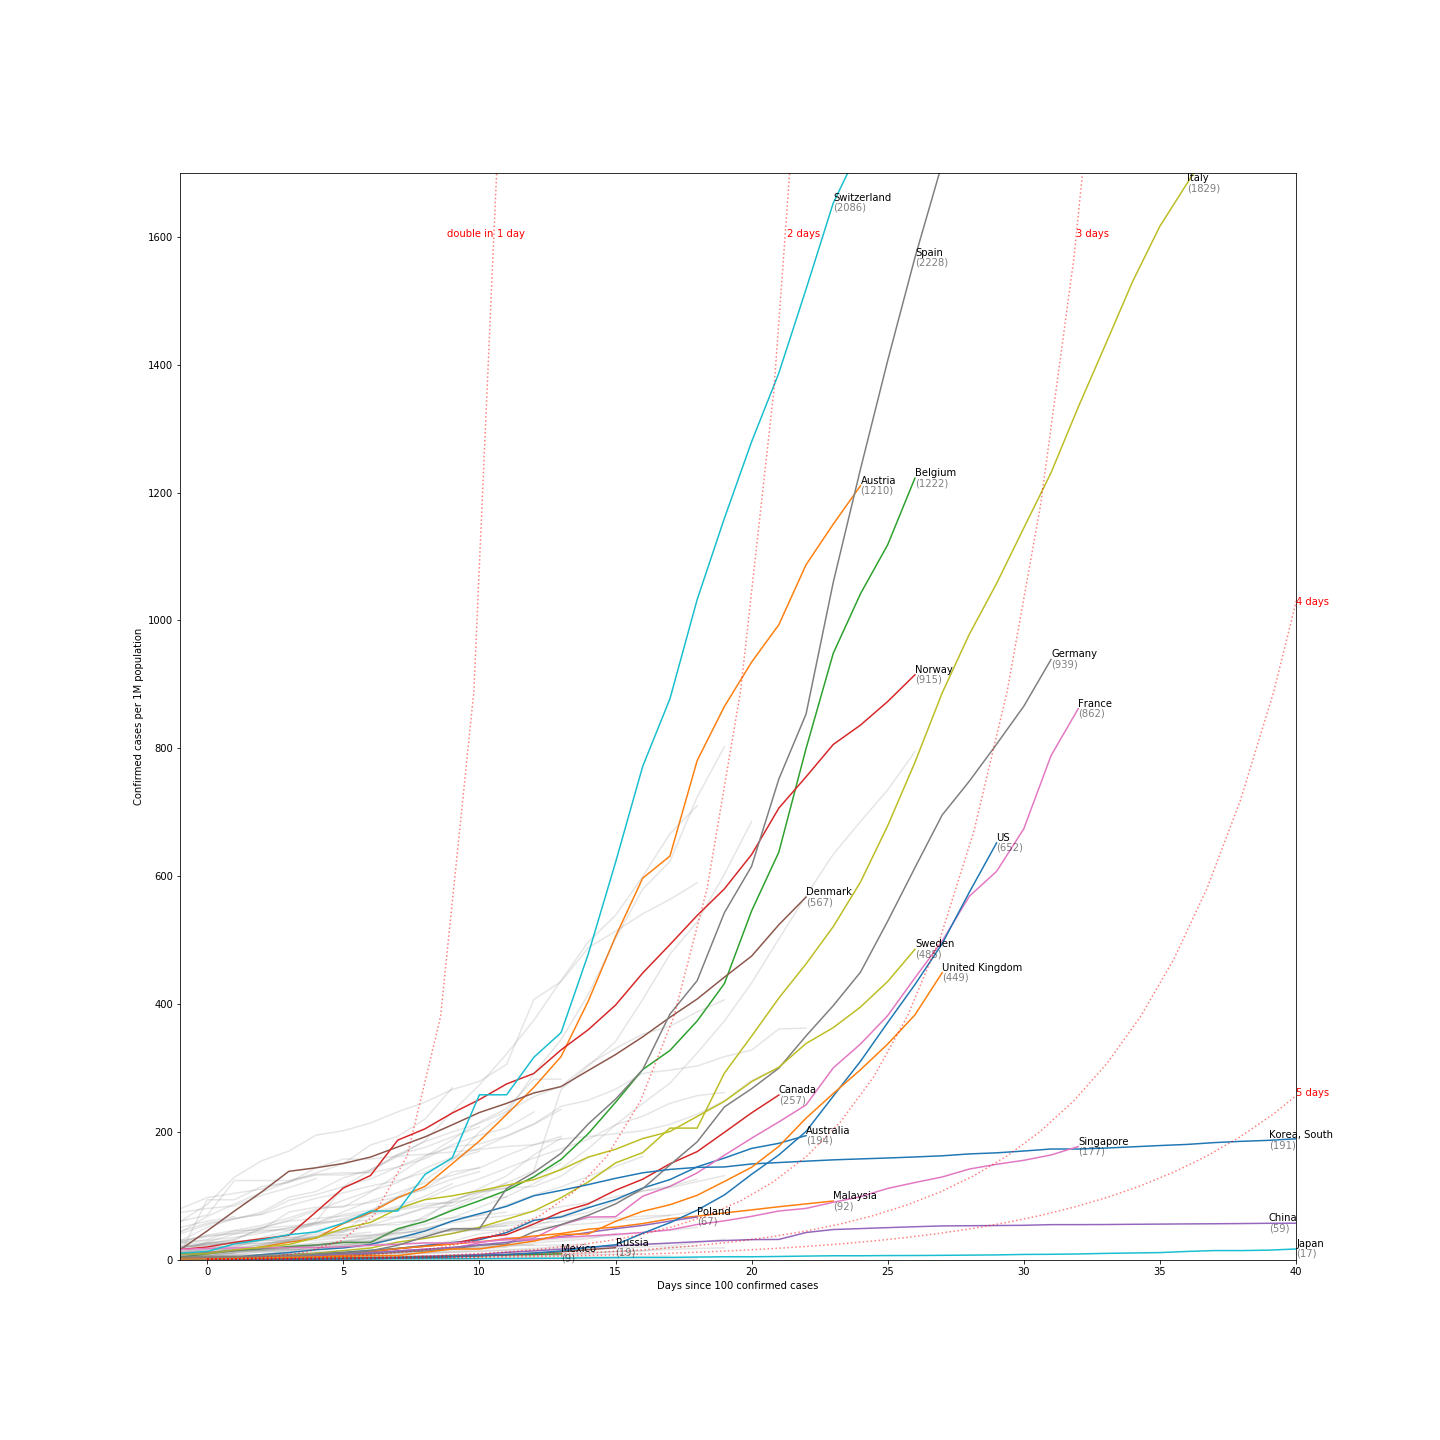 Italy
(1829)
Switzerland
(2086)
double in 1 day
2 days
3 days
1600
Spain
(2228)
1400
Belgium
(1222)
Austria
(1210)
1200
1000
4 days
Confirmed cases per 1M population
Germany
(939)
Norway
(915)
France
(862)
800
US
(652)
Denmark
(567)
600
Sweden
(485)
United Kingdom
(449)
400
Canada
(257)
5 days
Australia
(194)
Korea, South
(191)
Singapore
(177)
200
Malaysia
(92)
Poland
(67)
China
(59)
Russia
(19)
Japan
(17)
Mexico
(9)
0
0 5 10 15 20 25 30 35 40
Days since 100 confirmed cases